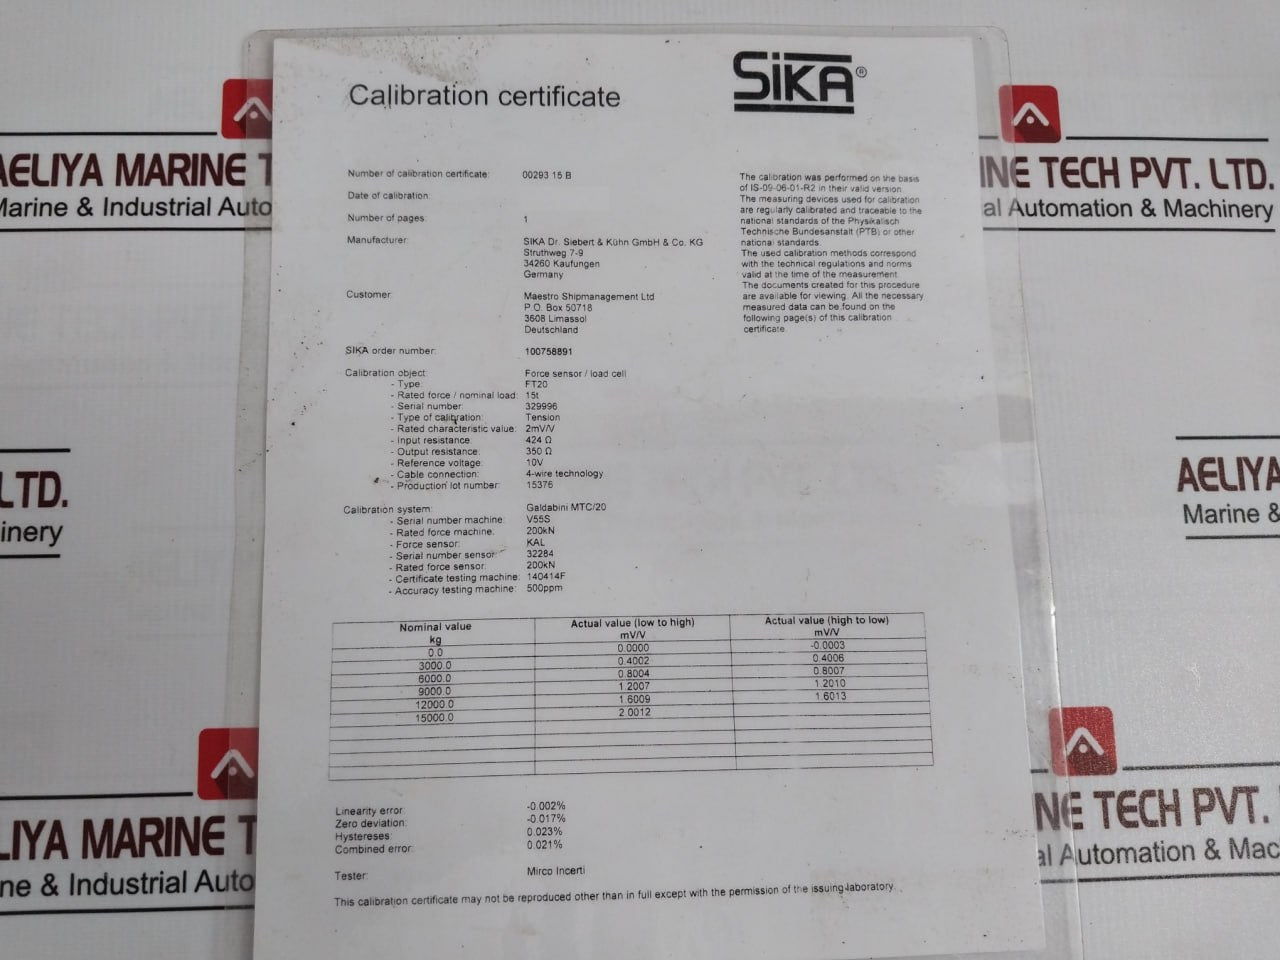 Calibration certificate
SiKA®
Number of calibration certificate: 00293 15 B
Date of calibration:
Number of pages: 1
Manufacturer: SIKA Dr. Siebert & Kühn GmbH & Co. KG
Struthweg 7-9
34260 Kaufungen
Germany
Customer: Maestro Shipmanagement Ltd
P.O. Box 50718
3608 Limassol
Deutschland
SIKA order number: 100758891
The calibration was performed on the basis
of IS-09-06-01-R2 in their valid version.
The measuring devices used for calibration
are regularly calibrated and traceable to the
national standards of the Physikalisch
Technische Bundesanstalt (PTB) or other
national standards.
The used calibration methods correspond
with the technical regulations and norms
valid at the time of the measurement.
The documents created for this procedure
are available for viewing. All the necessary
measured data can be found on the
following page(s) of this calibration
certificate.
Calibration object: Force sensor / load cell
- Type: FT20
- Rated force / nominal load: 15t
- Serial number: 329996
- Type of calibration: Tension
- Rated characteristic value: 2mV/V
- Input resistance: 424 Ω
- Output resistance: 350 Ω
- Reference voltage: 10V
- Cable connection: 4-wire technology
- Production lot number: 15376
Calibration system: Galdabini MTC/20
- Serial number machine: V55S
- Rated force machine: 200kN
- Force sensor: KAL
- Serial number sensor: 32284
- Rated force sensor: 200kN
- Certificate testing machine: 140414F
- Accuracy testing machine: 500ppm
Nominal value Actual value (low to high) Actual value (high to low)
kg mV/V mV/V
0.0 0.0000 -0.0003
3000.0 0.4002 0.4006
6000.0 0.8004 0.8007
9000.0 1.2007 1.2010
12000.0 1.6009 1.6013
15000.0 2.0012
Linearity error: -0.002%
Zero deviation: -0.017%
Hystereses: 0.023%
Combined error: 0.021%
Tester: Mirco Incerti
This calibration certificate may not be reproduced other than in full except with the permission of the issuing laboratory.
AELIYA MARINE T
Marine & Industrial Auto
INE TECH PVT. LTD.
al Automation & Machinery
LTD.
inery
AELIYA
Marine &
LIYA MARINE T
ne & Industrial Auto
NE TECH PVT.
al Automation & Mac